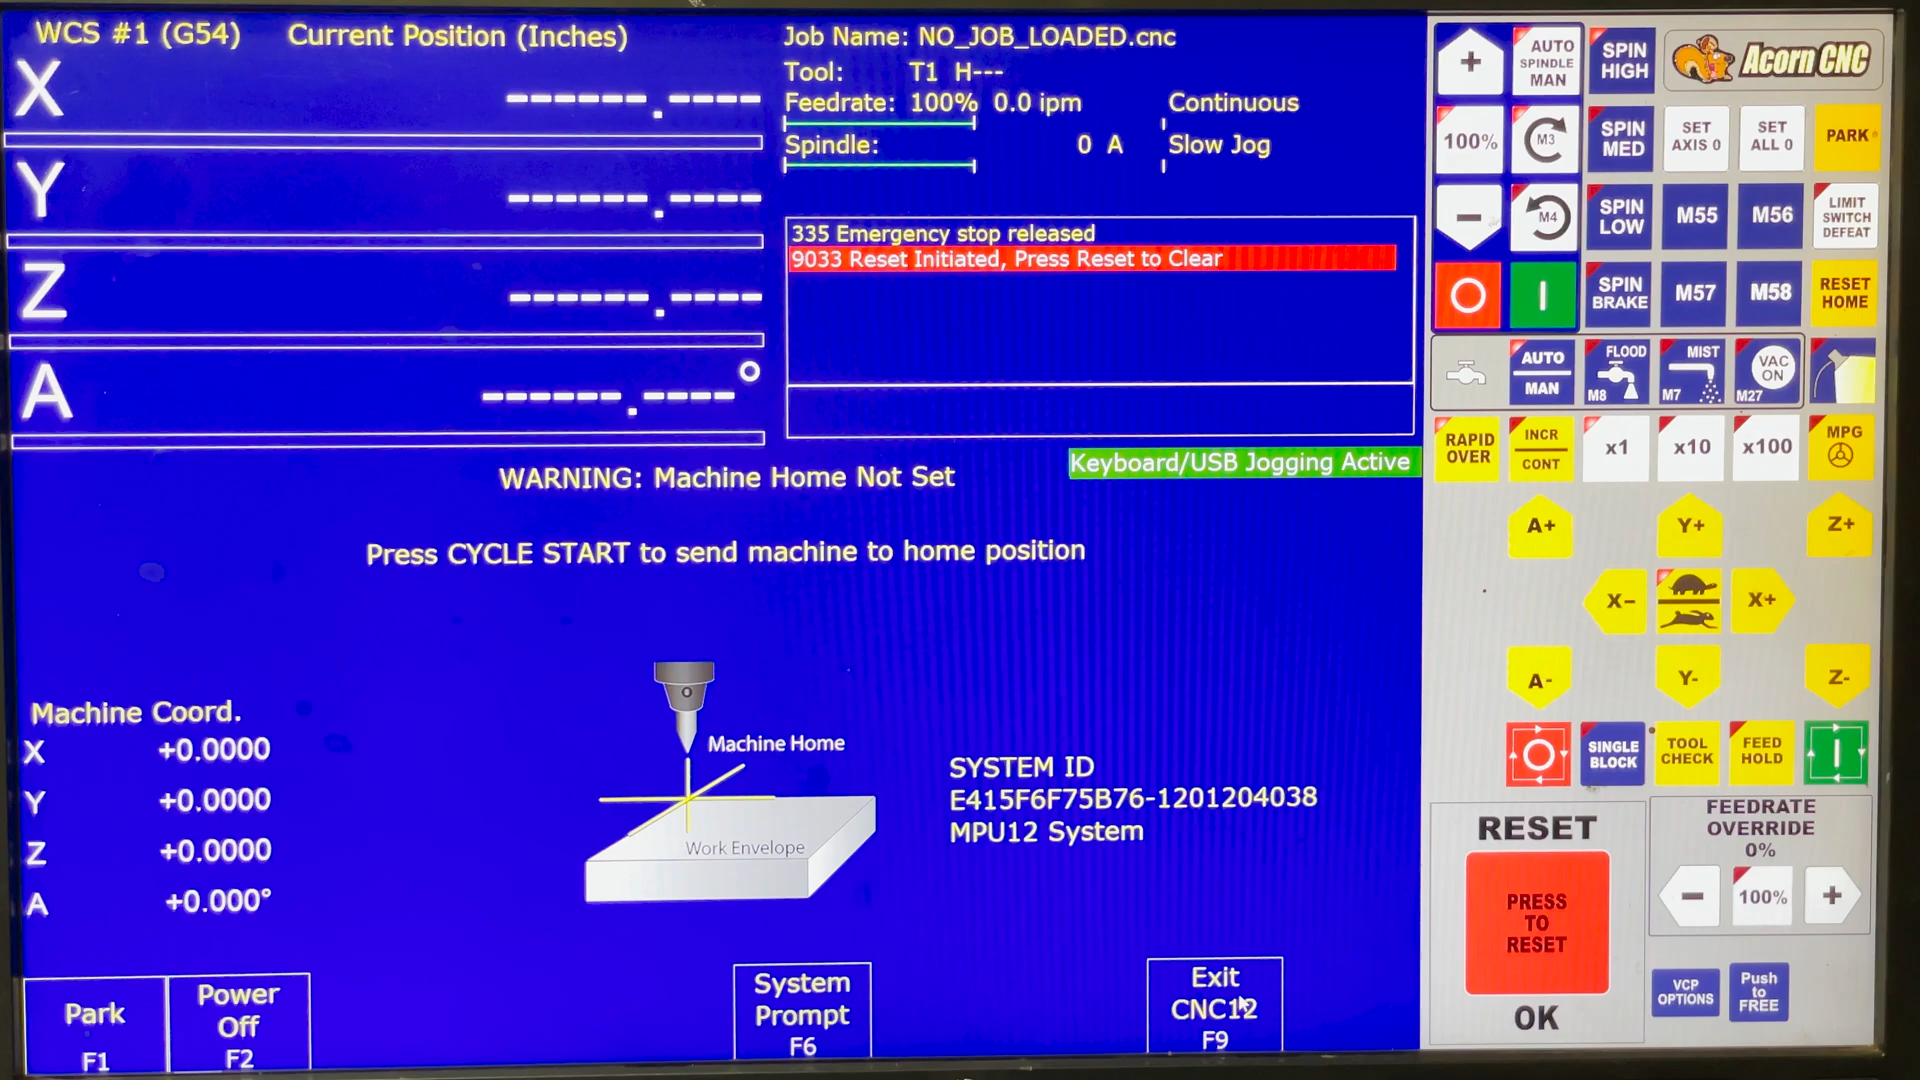 WCS #1 (G54)
Current Position (Inches)
X
------.----
Y
------.----
Z
------.----
A
------.----°
Job Name: NO_JOB_LOADED.cnc
Tool: T1 H---
Feedrate: 100% 0.0 ipm
Continuous
Spindle: 0 A
Slow Jog
335 Emergency stop released
9033 Reset Initiated, Press Reset to Clear
Keyboard/USB Jogging Active
WARNING: Machine Home Not Set
Press CYCLE START to send machine to home position
Machine Coord.
X +0.0000
Y +0.0000
Z +0.0000
A +0.000°
Machine Home
Work Envelope
SYSTEM ID
E415F6F75B76-1201204038
MPU12 System
Park
F1
Power
Off
F2
System
Prompt
F6
Exit
CNC12
F9
+
AUTO
SPINDLE
MAN
SPIN
HIGH
Acorn CNC
100%
M3
SPIN
MED
SET
AXIS 0
SET
ALL 0
PARK
−
M4
SPIN
LOW
M55
M56
LIMIT
SWITCH
DEFEAT
SPIN
BRAKE
M57
M58
RESET
HOME
AUTO
MAN
FLOOD
M8
MIST
M7
VAC
ON
M27
RAPID
OVER
INCR
CONT
x1
x10
x100
MPG
A+
Y+
Z+
X−
X+
A-
Y-
Z-
SINGLE
BLOCK
TOOL
CHECK
FEED
HOLD
RESET
PRESS
TO
RESET
OK
FEEDRATE
OVERRIDE
0%
−
100%
+
VCP
OPTIONS
Push
to
FREE